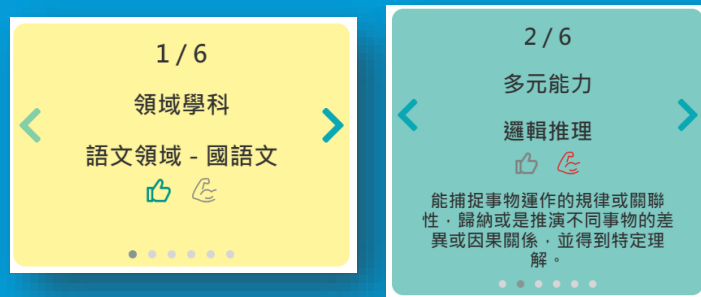 1 / 6
領域學科
語文領域 - 國語文
2 / 6
多元能力
邏輯推理
能捕捉事物運作的規律或關聯
性，歸納或是推演不同事物的差
異或因果關係，並得到特定理
解。